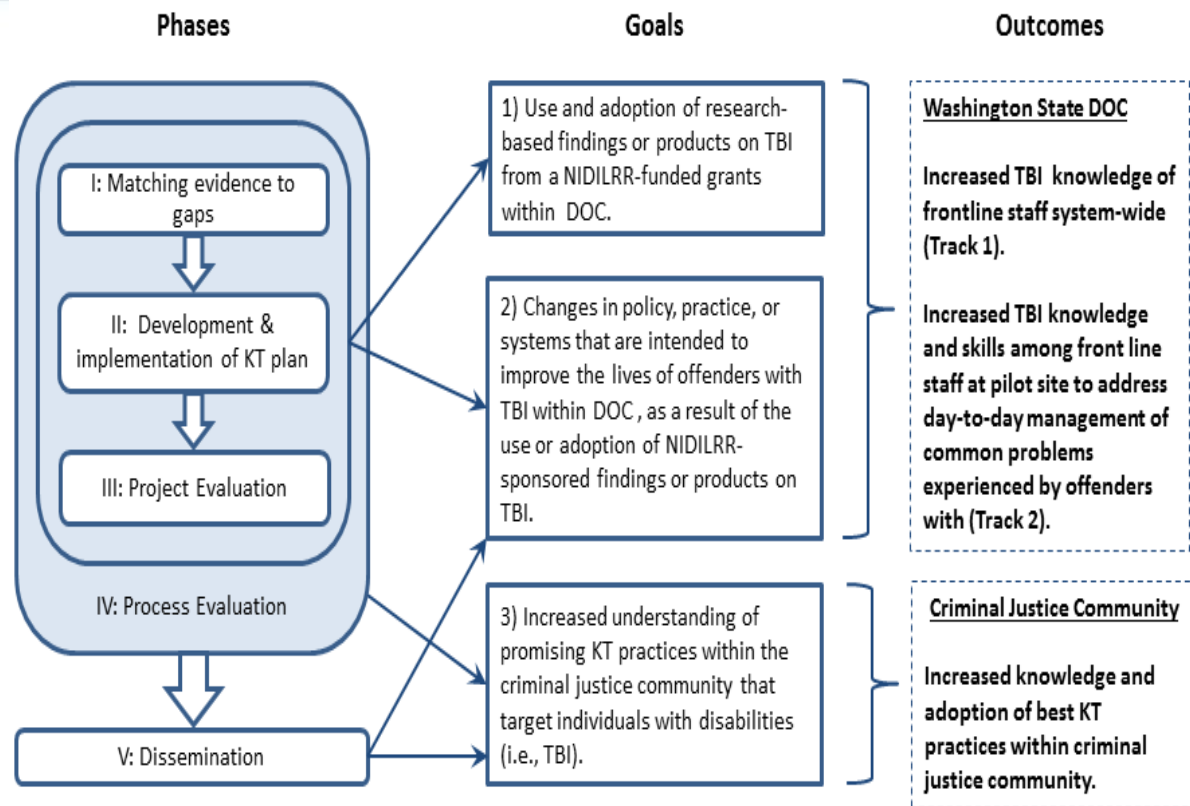 Phases
Goals
Outcomes
I: Matching evidence to
gaps
II:  Development &
implementation of KT plan
III: Project Evaluation
IV: Process Evaluation
V: Dissemination
1) Use and adoption of research-
based findings or products on TBI
from a NIDILRR-funded grants
within  DOC.
2) Changes in policy, practice, or
systems that are intended to
improve the lives of offenders with
TBI within DOC , as a result of the
use or adoption of NIDILRR-
sponsored findings or products on
TBI.
3) Increased understanding of
promising KT practices within the
criminal justice community that
target individuals with disabilities
(i.e., TBI).
Washington State DOC
Increased TBI  knowledge of
frontline staff system-wide
(Track 1).
Increased TBI knowledge
and skills among front line
staff at pilot site to address
day-to-day management of
common problems
experienced by offenders
with (Track 2).
Criminal Justice Community
Increased knowledge and
adoption of best KT
practices within criminal
justice community.